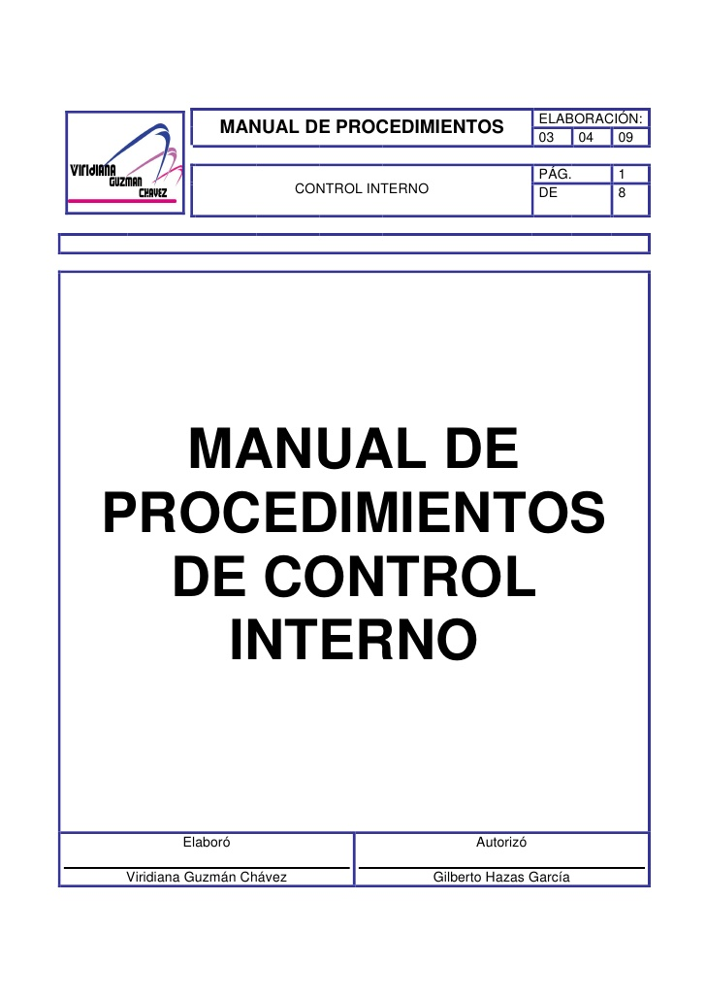 VIRIDIANA
GUZMAN
CHAVEZ
MANUAL DE PROCEDIMIENTOS
ELABORACIÓN:
03 04 09
CONTROL INTERNO
PÁG. 1
DE 8
MANUAL DE
PROCEDIMIENTOS
DE CONTROL
INTERNO
Elaboró
Viridiana Guzmán Chávez
Autorizó
Gilberto Hazas García